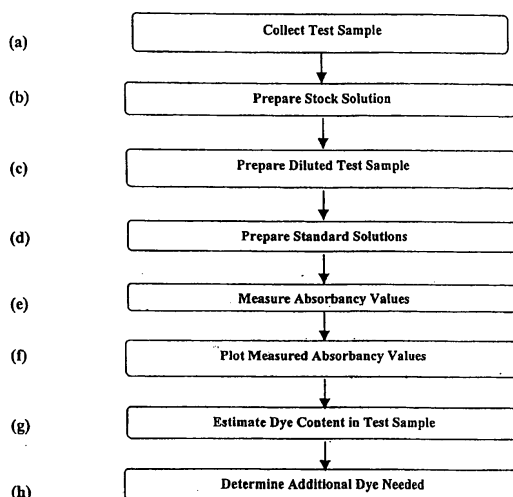 (a) Collect Test Sample
(b) Prepare Stock Solution
(c) Prepare Diluted Test Sample
(d) Prepare Standard Solutions
(e) Measure Absorbancy Values
(f) Plot Measured Absorbancy Values
(g) Estimate Dye Content in Test Sample
(h) Determine Additional Dye Needed